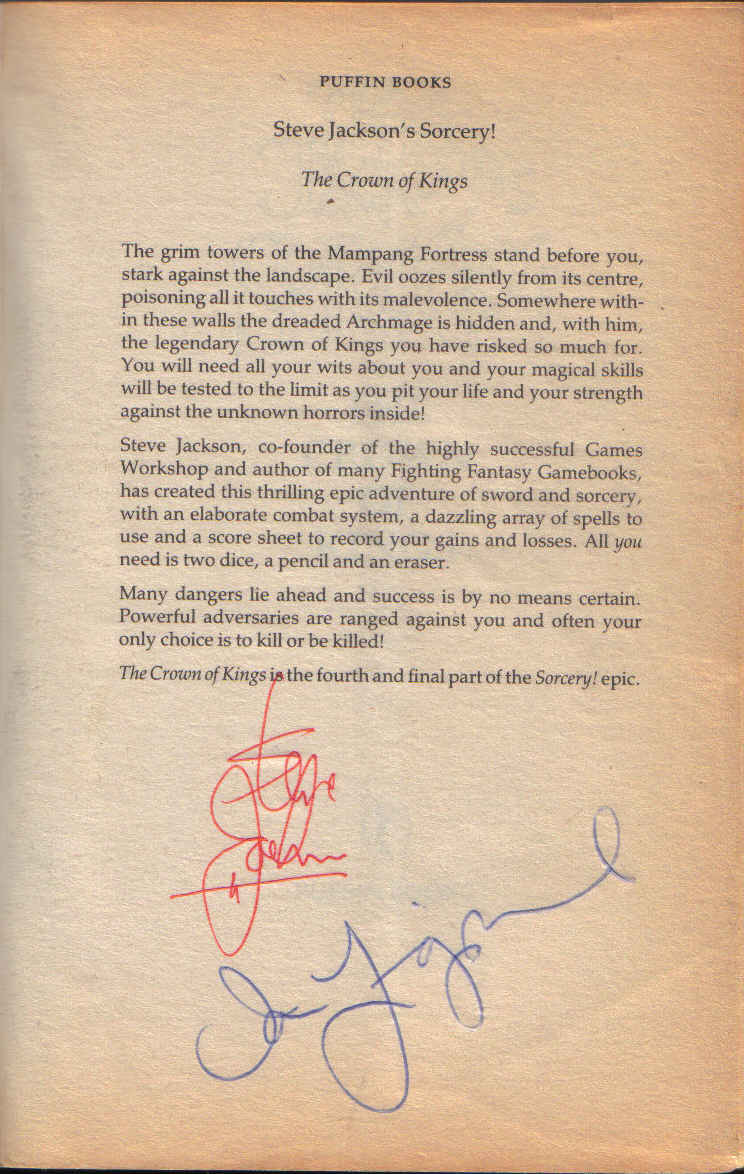 PUFFIN BOOKS
Steve Jackson's Sorcery!
The Crown of Kings
The grim towers of the Mampang Fortress stand before you,
stark against the landscape. Evil oozes silently from its centre,
poisoning all it touches with its malevolence. Somewhere with-
in these walls the dreaded Archmage is hidden and, with him,
the legendary Crown of Kings you have risked so much for.
You will need all your wits about you and your magical skills
will be tested to the limit as you pit your life and your strength
against the unknown horrors inside!
Steve Jackson, co-founder of the highly successful Games
Workshop and author of many Fighting Fantasy Gamebooks,
has created this thrilling epic adventure of sword and sorcery,
with an elaborate combat system, a dazzling array of spells to
use and a score sheet to record your gains and losses. All you
need is two dice, a pencil and an eraser.
Many dangers lie ahead and success is by no means certain.
Powerful adversaries are ranged against you and often your
only choice is to kill or be killed!
The Crown of Kings is the fourth and final part of the Sorcery! epic.
Steve
Jackson